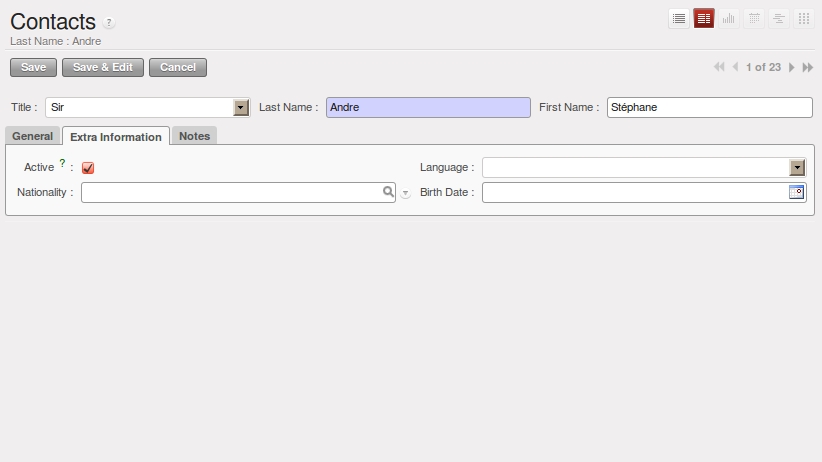 Contacts ?
Last Name : Andre
Save Save & Edit Cancel 1 of 23
Title : Sir Last Name : Andre First Name : Stéphane
General Extra Information Notes
Active ? : Language :
Nationality : Birth Date :